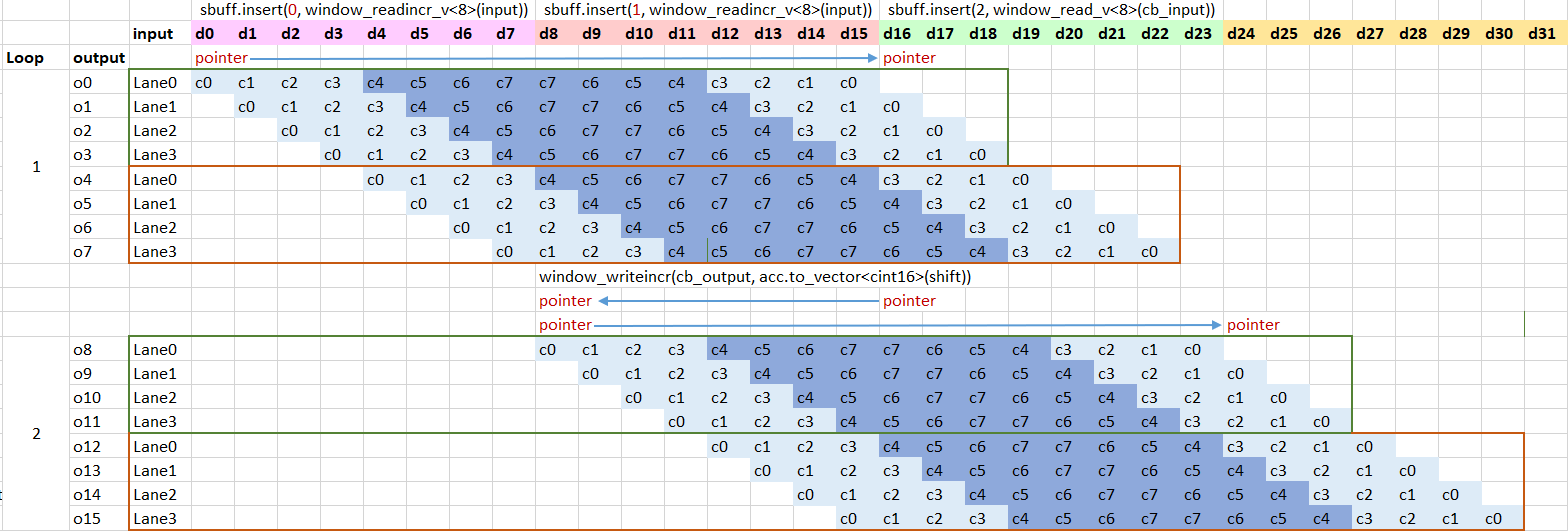 sbuff.insert(0, window_readincr_v<8>(input)) sbuff.insert(1, window_readincr_v<8>(input)) sbuff.insert(2, window_read_v<8>(cb_input))
input d0 d1 d2 d3 d4 d5 d6 d7 d8 d9 d10 d11 d12 d13 d14 d15 d16 d17 d18 d19 d20 d21 d22 d23 d24 d25 d26 d27 d28 d29 d30 d31
Loop output pointer pointer
o0 Lane0 c0 c1 c2 c3 c4 c5 c6 c7 c7 c6 c5 c4 c3 c2 c1 c0
o1 Lane1 c0 c1 c2 c3 c4 c5 c6 c7 c7 c6 c5 c4 c3 c2 c1 c0
o2 Lane2 c0 c1 c2 c3 c4 c5 c6 c7 c7 c6 c5 c4 c3 c2 c1 c0
o3 Lane3 c0 c1 c2 c3 c4 c5 c6 c7 c7 c6 c5 c4 c3 c2 c1 c0
1
o4 Lane0 c0 c1 c2 c3 c4 c5 c6 c7 c7 c6 c5 c4 c3 c2 c1 c0
o5 Lane1 c0 c1 c2 c3 c4 c5 c6 c7 c7 c6 c5 c4 c3 c2 c1 c0
o6 Lane2 c0 c1 c2 c3 c4 c5 c6 c7 c7 c6 c5 c4 c3 c2 c1 c0
o7 Lane3 c0 c1 c2 c3 c4 c5 c6 c7 c7 c6 c5 c4 c3 c2 c1 c0
window_writeincr(cb_output, acc.to_vector<cint16>(shift))
pointer pointer
pointer pointer
o8 Lane0 c0 c1 c2 c3 c4 c5 c6 c7 c7 c6 c5 c4 c3 c2 c1 c0
o9 Lane1 c0 c1 c2 c3 c4 c5 c6 c7 c7 c6 c5 c4 c3 c2 c1 c0
o10 Lane2 c0 c1 c2 c3 c4 c5 c6 c7 c7 c6 c5 c4 c3 c2 c1 c0
o11 Lane3 c0 c1 c2 c3 c4 c5 c6 c7 c7 c6 c5 c4 c3 c2 c1 c0
2
o12 Lane0 c0 c1 c2 c3 c4 c5 c6 c7 c7 c6 c5 c4 c3 c2 c1 c0
o13 Lane1 c0 c1 c2 c3 c4 c5 c6 c7 c7 c6 c5 c4 c3 c2 c1 c0
o14 Lane2 c0 c1 c2 c3 c4 c5 c6 c7 c7 c6 c5 c4 c3 c2 c1 c0
o15 Lane3 c0 c1 c2 c3 c4 c5 c6 c7 c7 c6 c5 c4 c3 c2 c1 c0